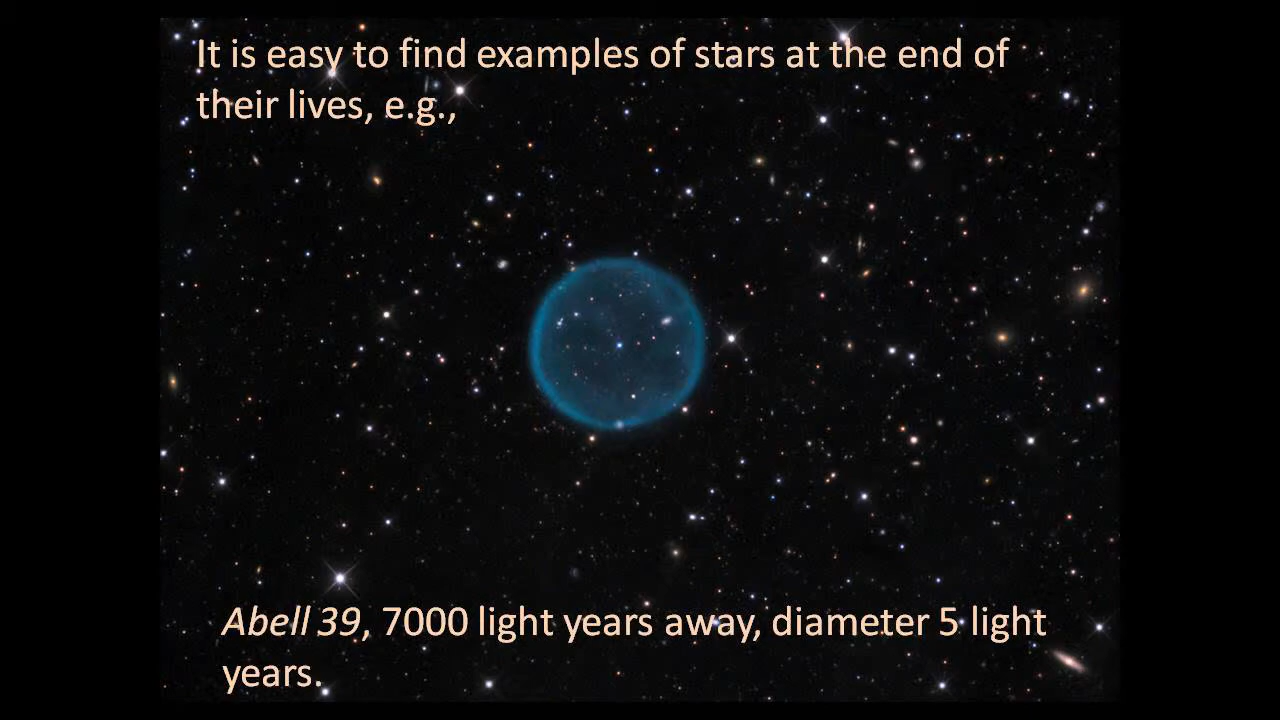 It is easy to find examples of stars at the end of
their lives, e.g.,
Abell 39, 7000 light years away, diameter 5 light
years.